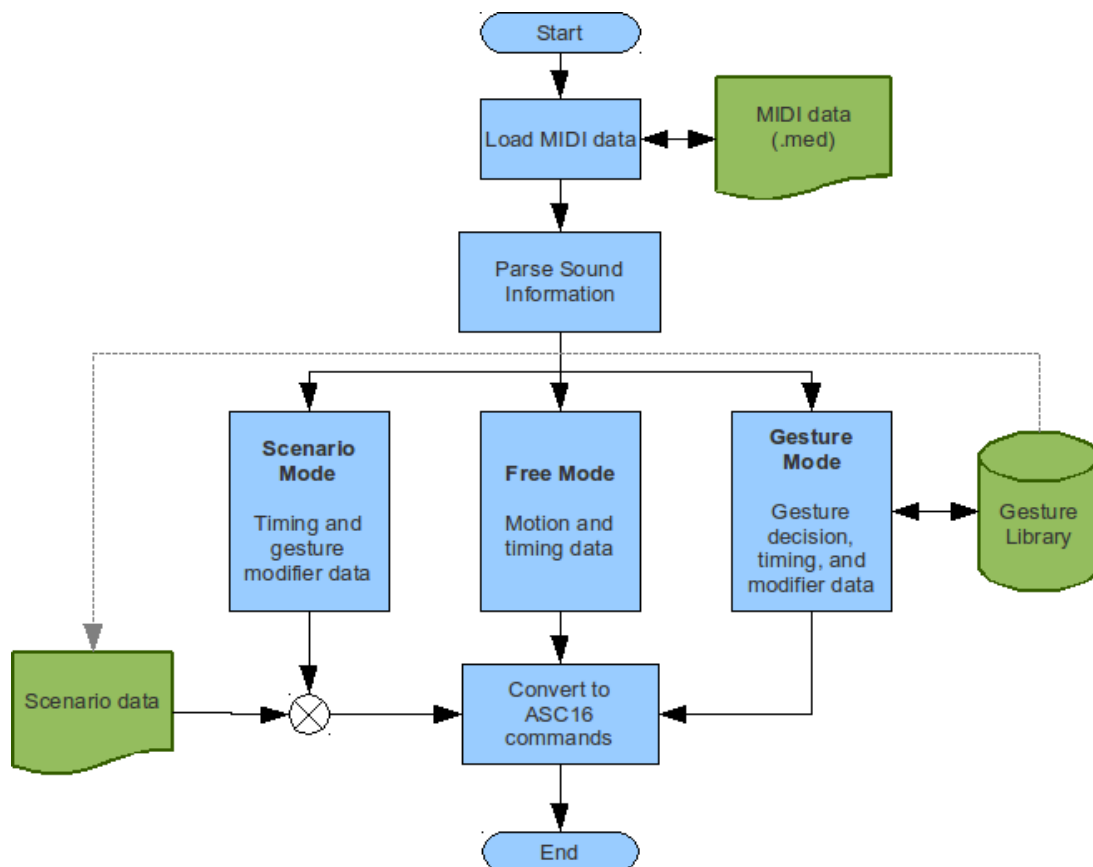 Start
Load MIDI data
MIDI data
(.med)
Parse Sound
Information
Scenario
Mode
Timing and
gesture
modifier data
Free Mode
Motion and
timing data
Gesture
Mode
Gesture
decision,
timing, and
modifier data
Gesture
Library
Scenario data
Convert to
ASC16
commands
End